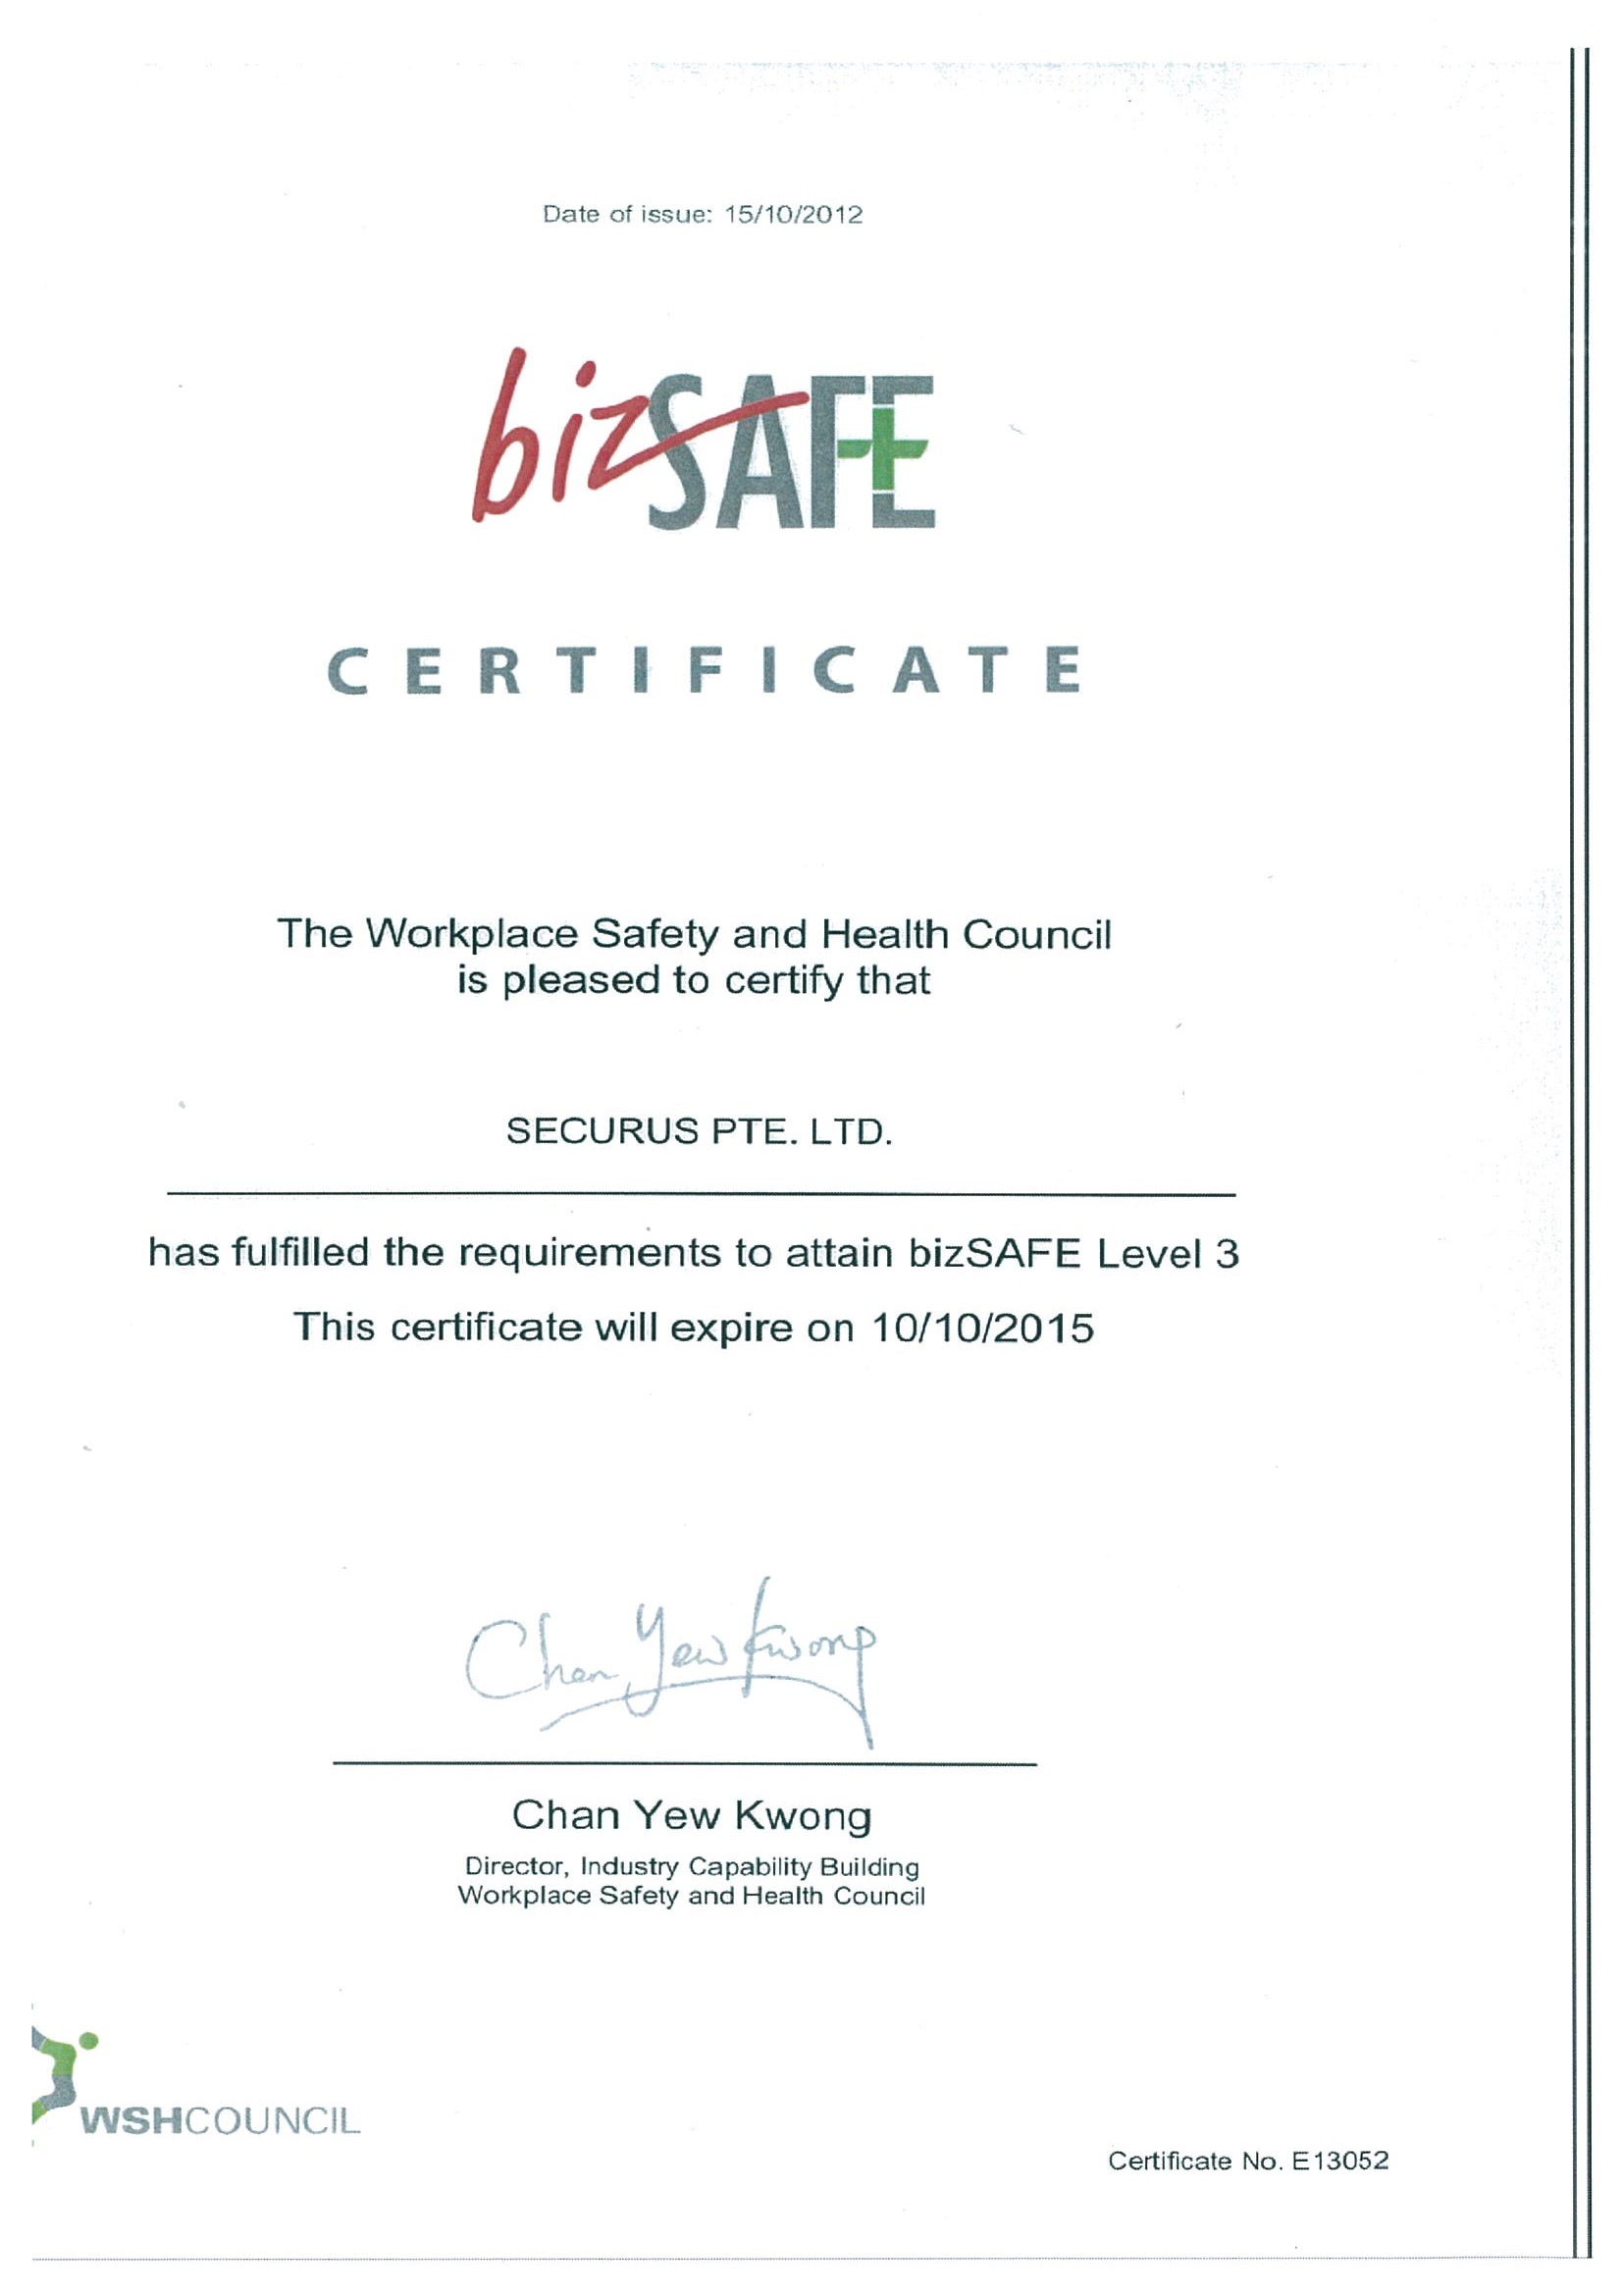 Date of issue: 15/10/2012
bizSAFE
CERTIFICATE
The Workplace Safety and Health Council
is pleased to certify that
SECURUS PTE. LTD.
has fulfilled the requirements to attain bizSAFE Level 3
This certificate will expire on 10/10/2015
Chan Yew Kwong
Chan Yew Kwong
Director, Industry Capability Building
Workplace Safety and Health Council
WSHCOUNCIL
Certificate No. E13052